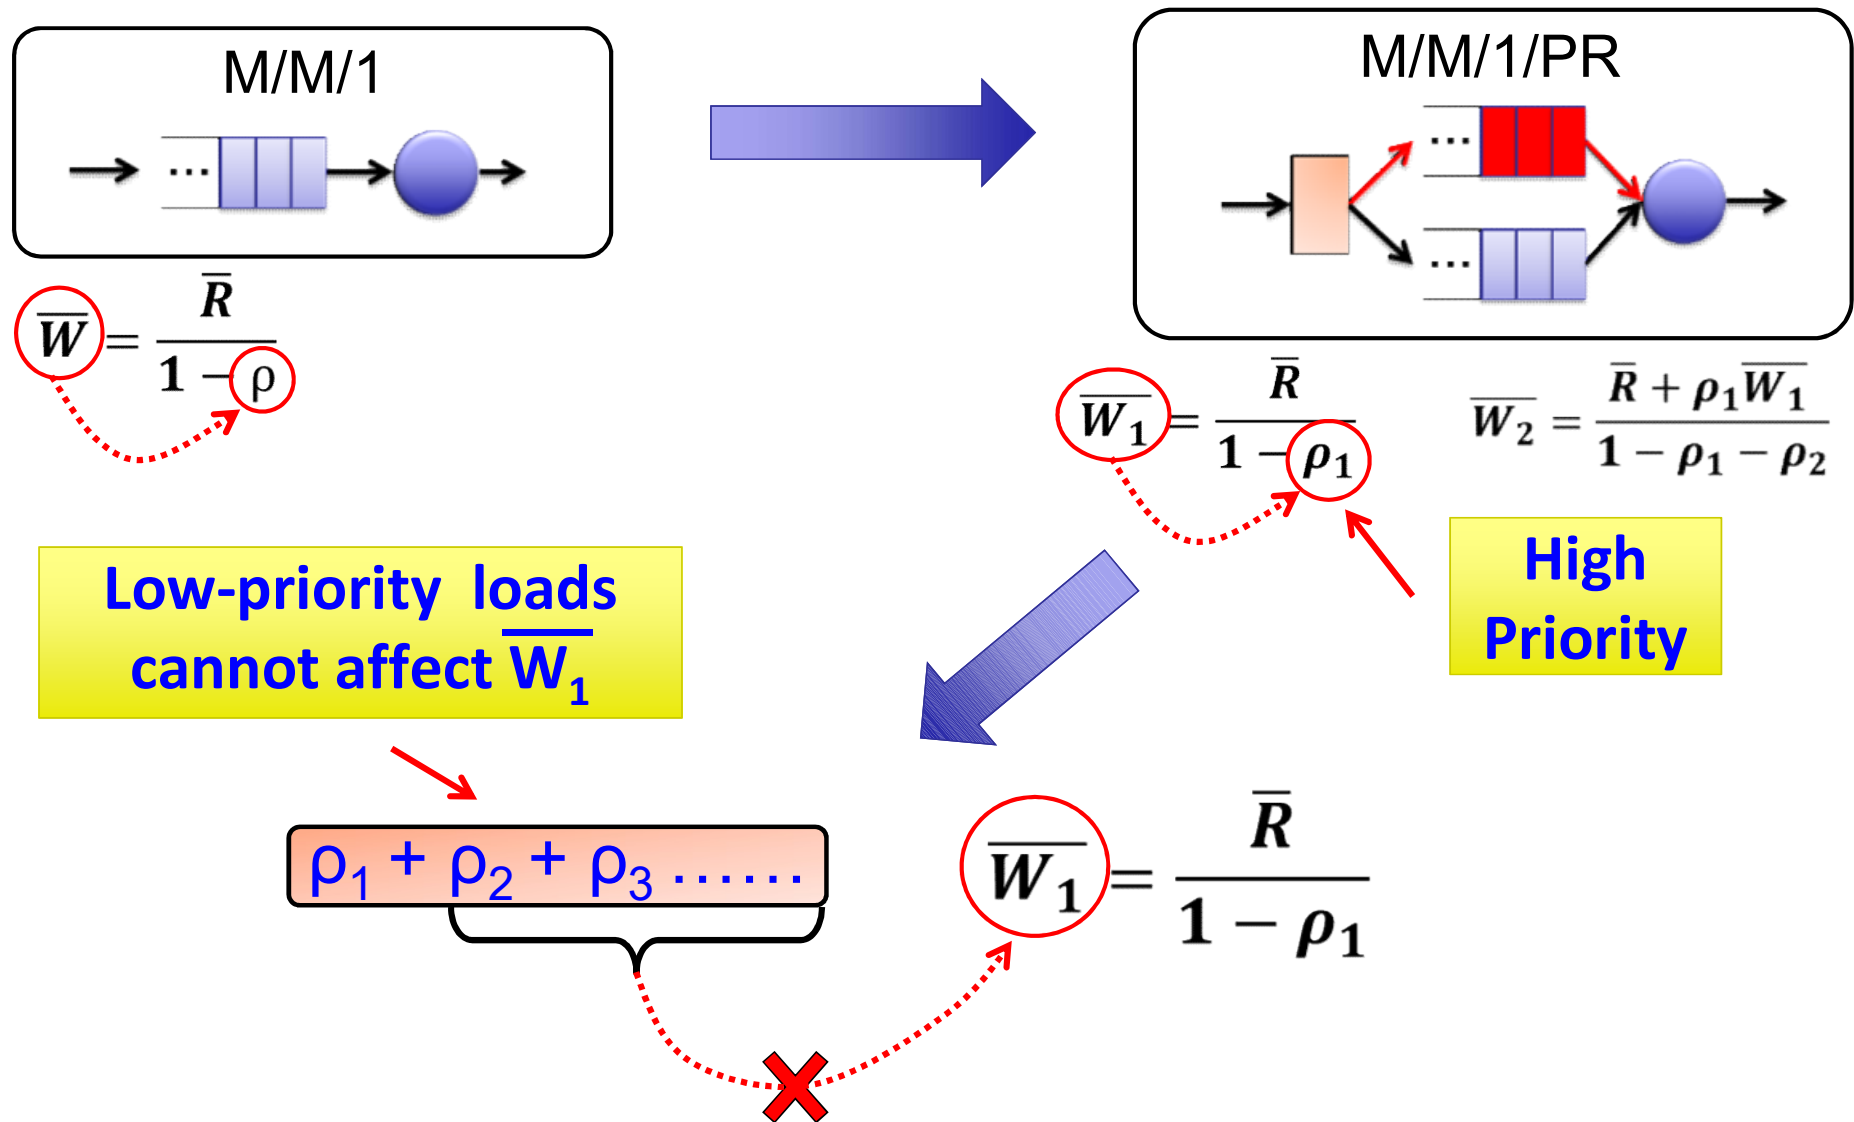 M/M/1
M/M/1/PR
...
...
...
W̅ = R̅ / (1 − ρ)
W̅₁ = R̅ / (1 − ρ₁)
W̅₂ = (R̅ + ρ₁W̅₁) / (1 − ρ₁ − ρ₂)
Low-priority loads
cannot affect W̅₁
High
Priority
ρ₁ + ρ₂ + ρ₃ ......
W̅₁ = R̅ / (1 − ρ₁)